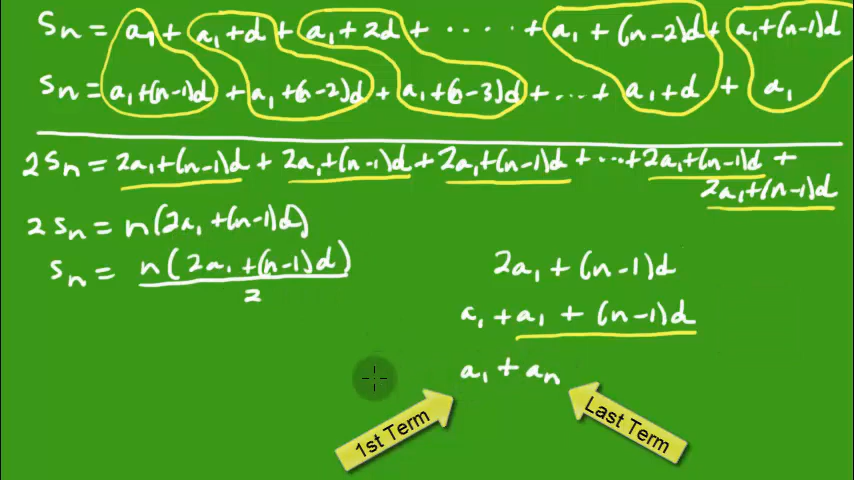 Sn = a₁ + a₁+d + a₁+2d + ..... + a₁ + (n-2)d + a₁+(n-1)d
Sn = a₁+(n-1)d + a₁+(n-2)d + a₁+(n-3)d + ... + a₁+d + a₁
2Sn = 2a₁+(n-1)d + 2a₁+(n-1)d + 2a₁+(n-1)d + ... + 2a₁+(n-1)d +
2a₁+(n-1)d
2Sn = n(2a₁+(n-1)d)
Sn = n(2a₁+(n-1)d)
2
2a₁ + (n-1)d
a₁ + a₁ + (n-1)d
a₁ + an
1st Term
Last Term